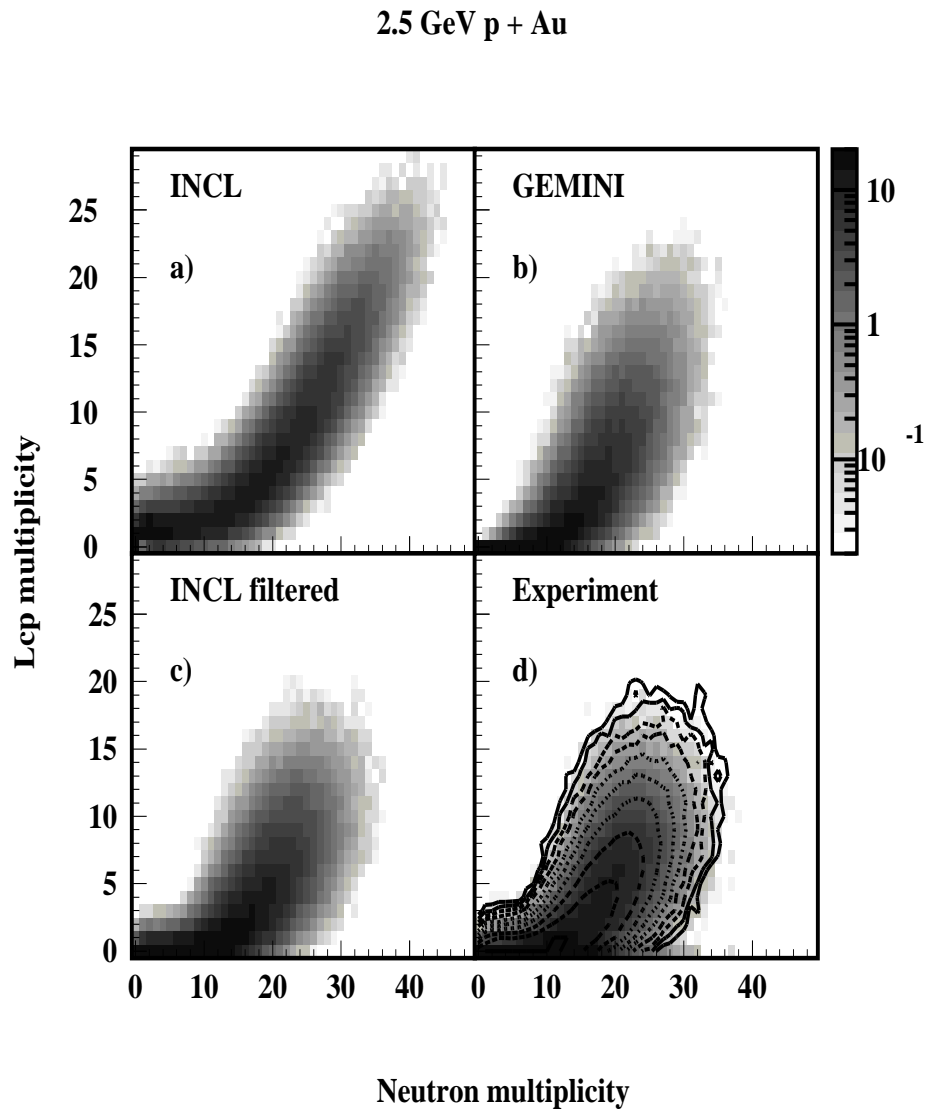 2.5 GeV p + Au
INCL
a)
GEMINI
b)
INCL filtered
c)
Experiment
d)
25
20
15
10
5
0
25
20
15
10
5
0
0 10 20 30 40
0 10 20 30 40
10
1
10 -1
Lcp multiplicity
Neutron multiplicity